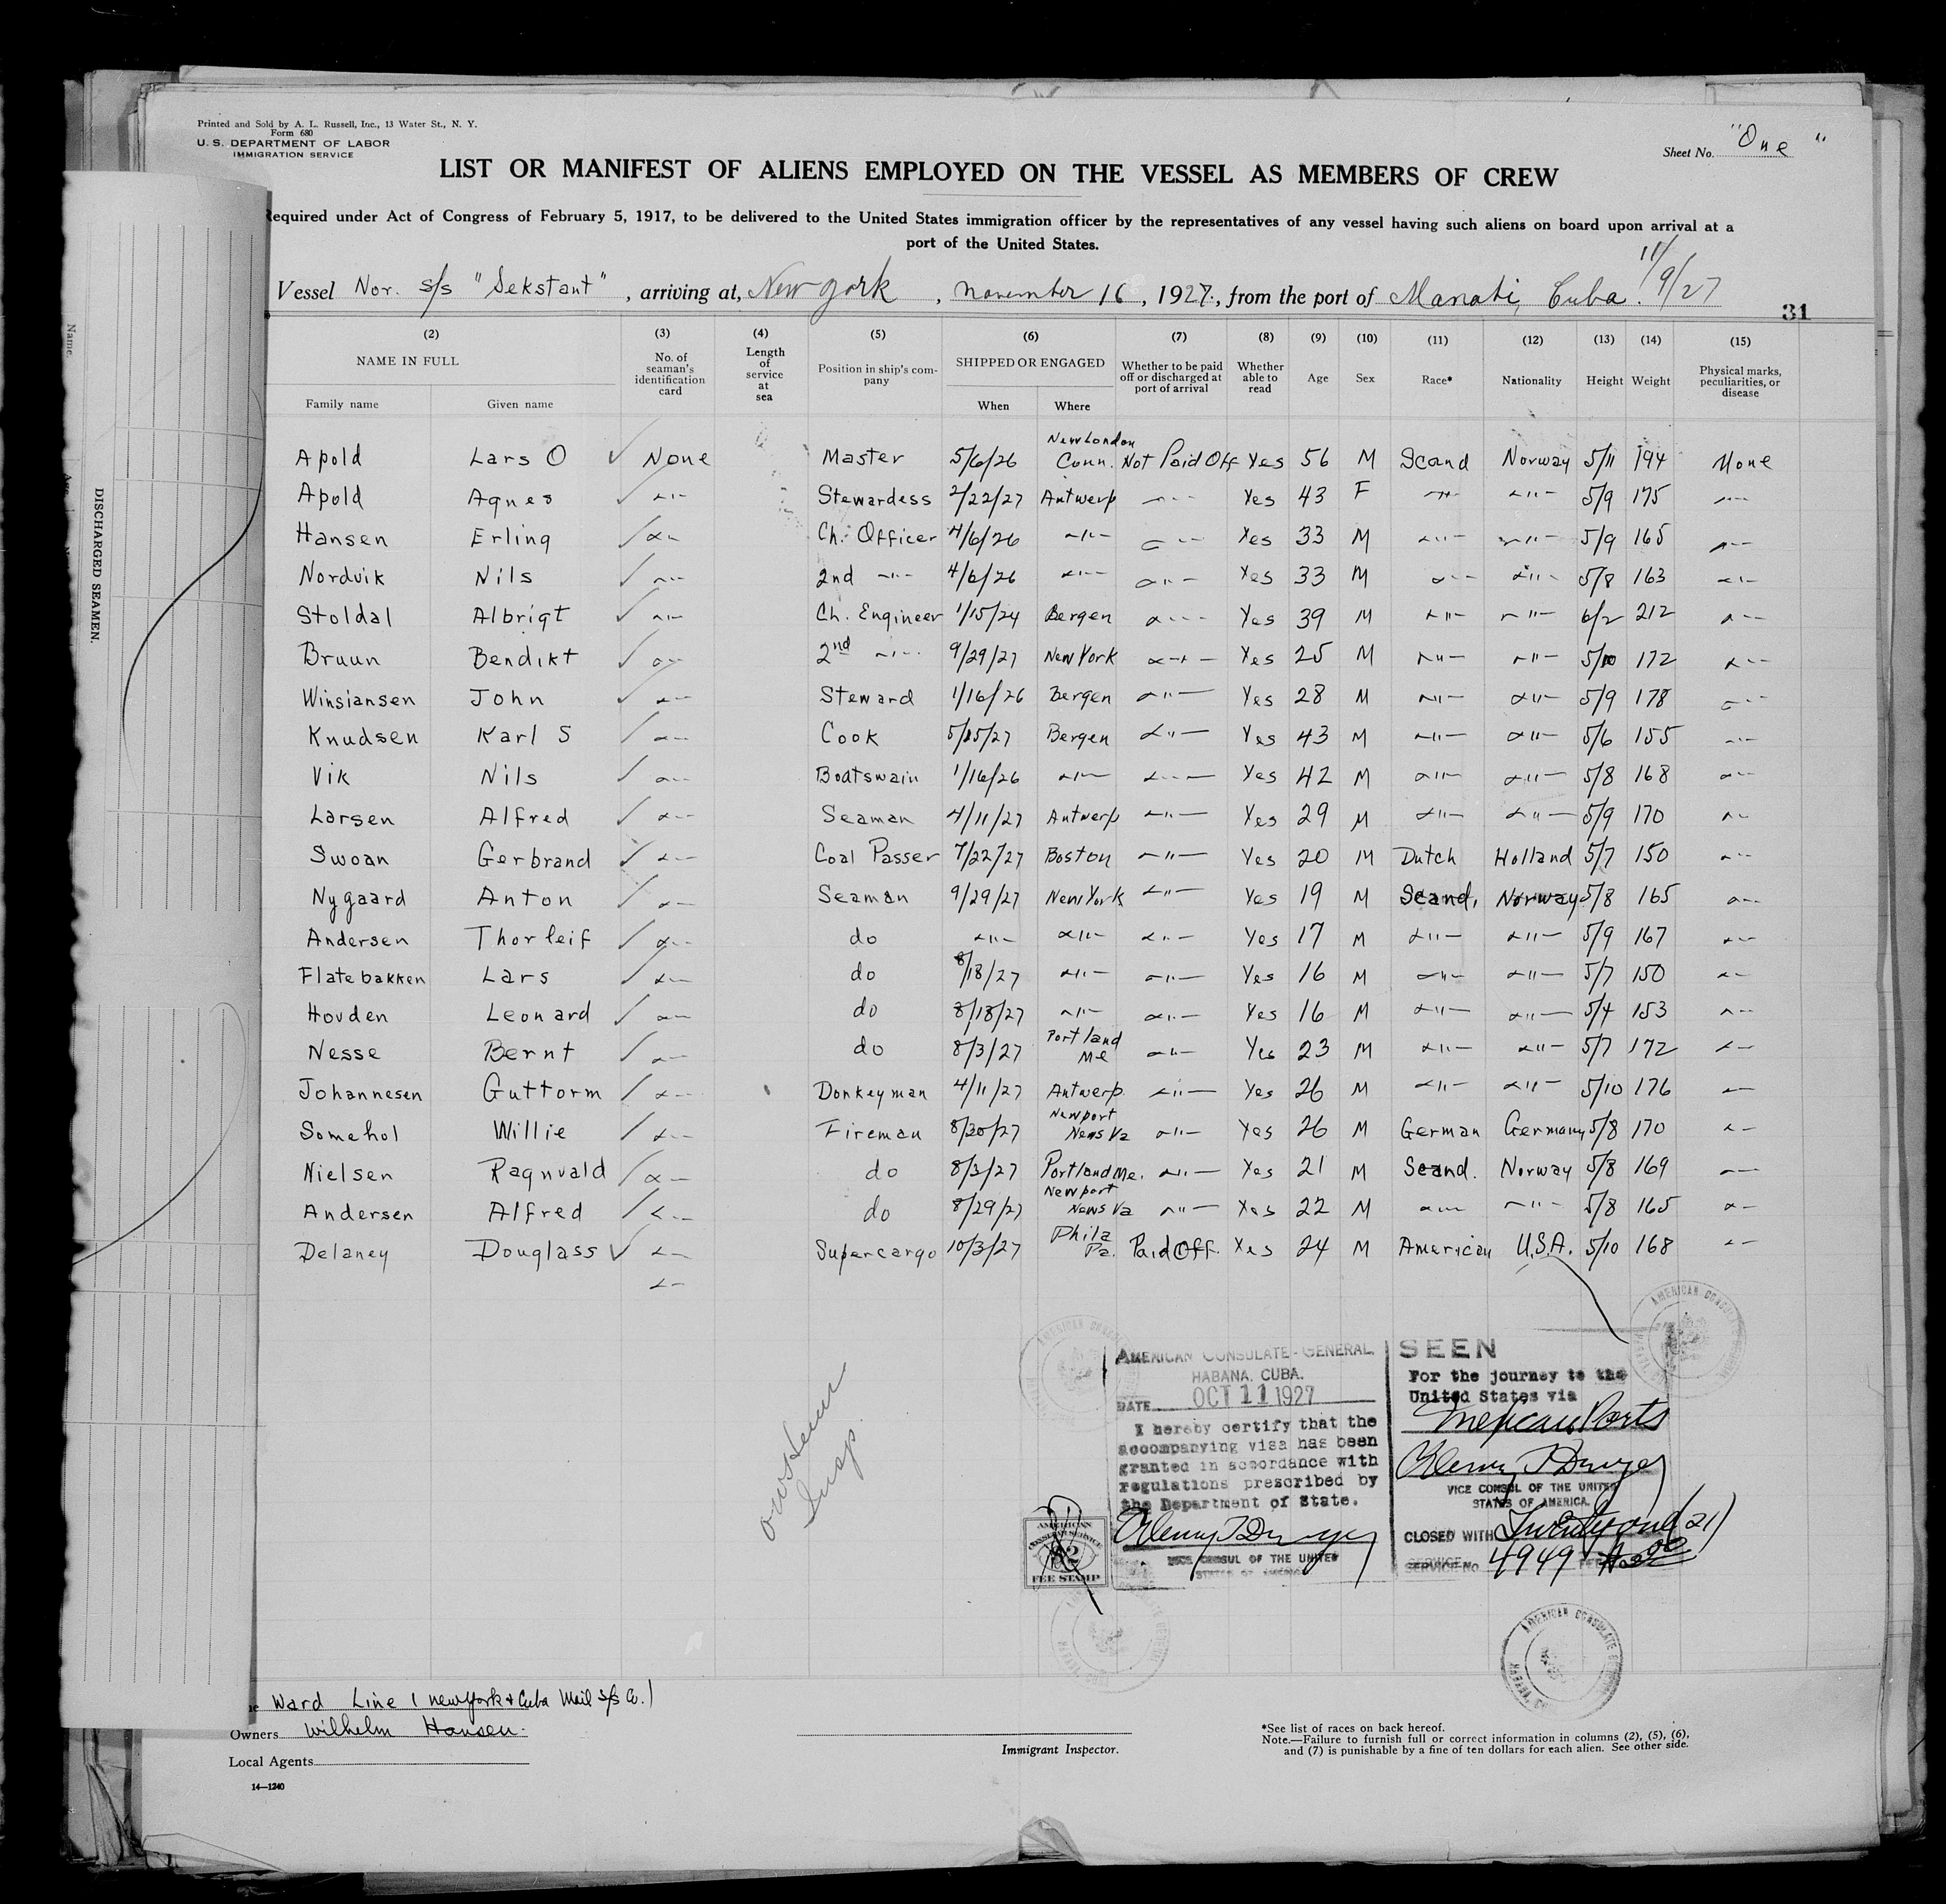 Printed and Sold by A. L. Russell, Inc., 13 Water St., N. Y.
Form 680
U. S. DEPARTMENT OF LABOR
IMMIGRATION SERVICE
Sheet No. "One"
LIST OR MANIFEST OF ALIENS EMPLOYED ON THE VESSEL AS MEMBERS OF CREW
Required under Act of Congress of February 5, 1917, to be delivered to the United States immigration officer by the representatives of any vessel having such aliens on board upon arrival at a
port of the United States.
Vessel Nor. s/s "Sekstant", arriving at, New York, November 16, 1927, from the port of Manati, Cuba. 11/9/27
31
(2) (3) (4) (5) (6) (7) (8) (9) (10) (11) (12) (13) (14) (15)
NAME IN FULL No. of seaman's identification card Length of service at sea Position in ship's company SHIPPED OR ENGAGED Whether to be paid off or discharged at port of arrival Whether able to read Age Sex Race* Nationality Height Weight Physical marks, peculiarities, or disease
Family name Given name When Where
Apold Lars O ✓ None Master 5/6/26 New London Conn. Not Paid Off Yes 56 M Scand Norway 5/11 194 None
Apold Agnes ✓ -"- Stewardess 2/22/27 Antwerp -"- Yes 43 F -"- -"- 5/9 175 -"-
Hansen Erling ✓ -"- Ch. Officer 4/6/26 -"- -"- Yes 33 M -"- -"- 5/9 165 -"-
Nordvik Nils ✓ -"- 2nd -"- 4/6/26 -"- -"- Yes 33 M -"- -"- 5/8 163 -"-
Stoldal Albrigt ✓ -"- Ch. Engineer 1/15/24 Bergen -"- Yes 39 M -"- -"- 6/2 212 -"-
Bruun Bendikt ✓ -"- 2nd -"- 9/29/27 New York -"- Yes 25 M -"- -"- 5/10 172 -"-
Winsiansen John ✓ -"- Steward 1/16/26 Bergen -"- Yes 28 M -"- -"- 5/9 178 -"-
Knudsen Karl S ✓ -"- Cook 5/15/27 Bergen -"- Yes 43 M -"- -"- 5/6 155 -"-
Vik Nils ✓ -"- Boatswain 1/16/26 -"- -"- Yes 42 M -"- -"- 5/8 168 -"-
Larsen Alfred ✓ -"- Seaman 4/11/27 Antwerp -"- Yes 29 M -"- -"- 5/9 170 -"-
Swoan Gerbrand ✓ -"- Coal Passer 7/22/27 Boston -"- Yes 20 M Dutch Holland 5/7 150 -"-
Nygaard Anton ✓ -"- Seaman 9/29/27 New York -"- Yes 19 M Scand. Norway 5/8 165 -"-
Andersen Thorleif ✓ -"- do -"- -"- -"- Yes 17 M -"- -"- 5/9 167 -"-
Flatebakken Lars ✓ -"- do 8/18/27 -"- -"- Yes 16 M -"- -"- 5/7 150 -"-
Hovden Leonard ✓ -"- do 8/18/27 -"- -"- Yes 16 M -"- -"- 5/4 153 -"-
Nesse Bernt ✓ -"- do 8/3/27 Portland Me -"- Yes 23 M -"- -"- 5/7 172 -"-
Johannesen Guttorm ✓ -"- Donkeyman 4/11/27 Antwerp -"- Yes 26 M -"- -"- 5/10 176 -"-
Somehol Willie ✓ -"- Fireman 8/30/27 Newport News Va -"- Yes 26 M German Germany 5/8 170 -"-
Nielsen Ragnvald ✓ -"- do 8/3/27 Portland Me. -"- Yes 21 M Scand. Norway 5/8 169 -"-
Andersen Alfred ✓ -"- do 8/29/27 Newport News Va -"- Yes 22 M -"- -"- 5/8 165 -"-
Delaney Douglass ✓ -"- Supercargo 10/3/27 Phila Pa. Paid Off. Yes 24 M American U.S.A. 5/10 168 -"-
-"-
AMERICAN CONSULATE-GENERAL,
HABANA, CUBA.
DATE OCT 11 1927
I hereby certify that the
accompanying visa has been
granted in accordance with
regulations prescribed by
the Department of State.
VICE CONSUL OF THE UNITED
STATES OF AMERICA
AMERICAN
CONSULAR SERVICE
$2
FEE STAMP
SEEN
For the journey to the
United States via
Mexican Ports
VICE CONSUL OF THE UNITED
STATES OF AMERICA.
CLOSED WITH Twenty one (21)
SERVICE No. 4949
Insp
Name
DISCHARGED SEAMEN.
Ward Line (New York & Cuba Mail S/S Co.)
Owners Wilhelm Hansen.
Local Agents
14—1240
Immigrant Inspector.
*See list of races on back hereof.
Note.—Failure to furnish full or correct information in columns (2), (5), (6),
and (7) is punishable by a fine of ten dollars for each alien. See other side.